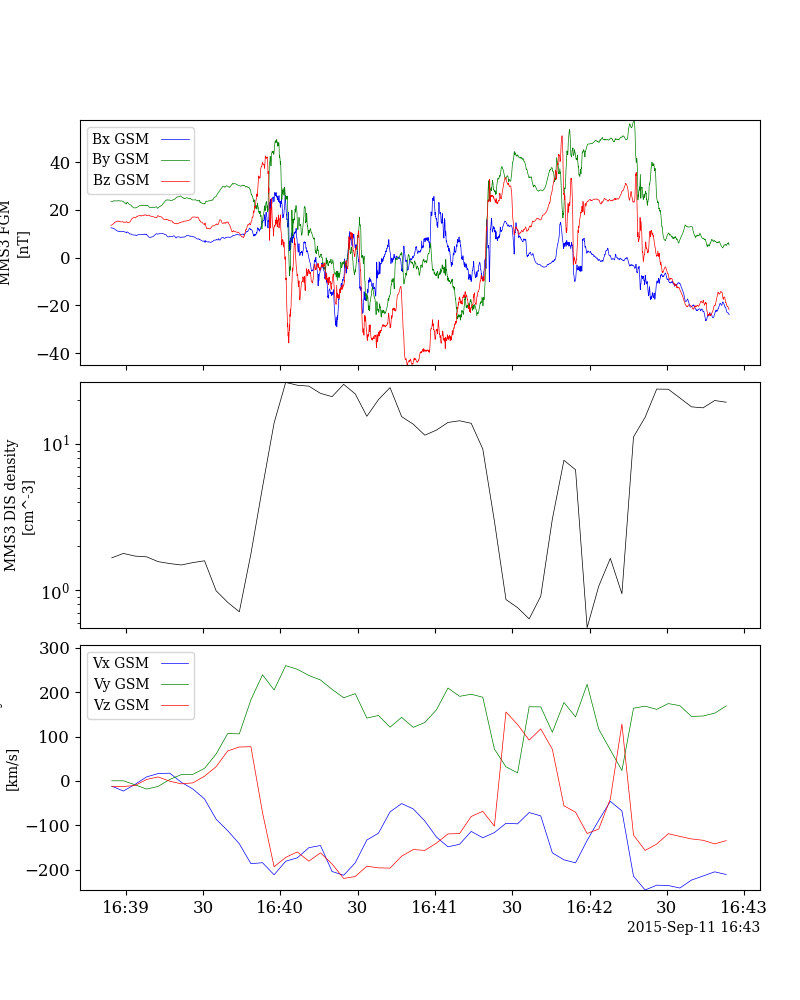 Bx GSM
By GSM
Bz GSM
40
20
0
−20
−40
MMS3 FGM
[nT]
10^1
10^0
MMS3 DIS density
[cm^-3]
Vx GSM
Vy GSM
Vz GSM
300
200
100
0
−100
−200
[km/s]
16:39 30 16:40 30 16:41 30 16:42 30 16:43
2015-Sep-11 16:43